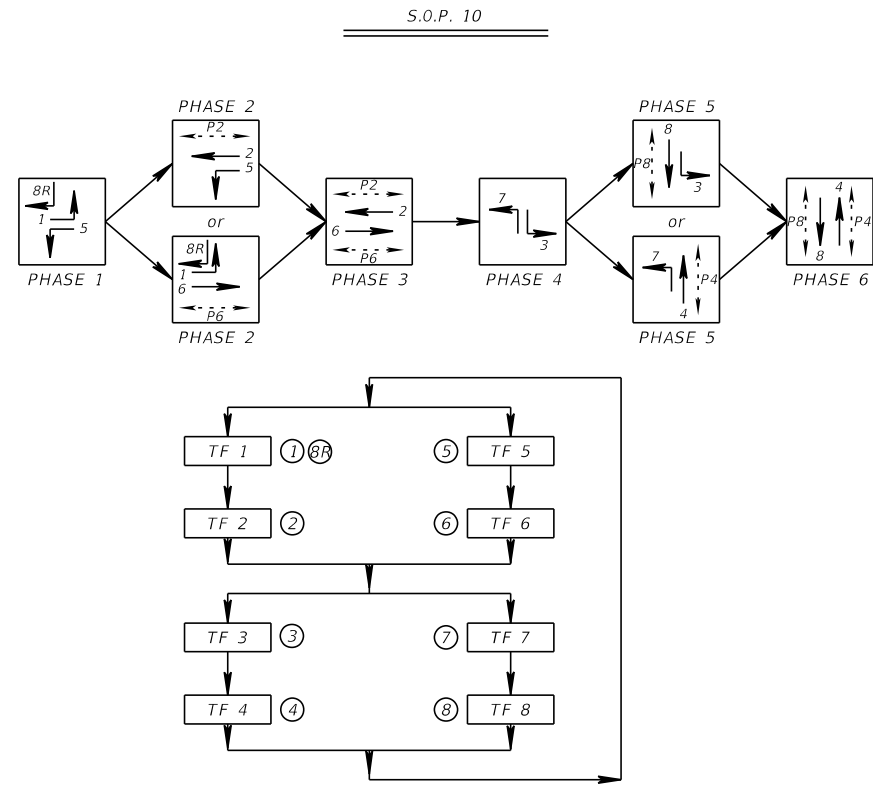 S.O.P. 10
PHASE 2
PHASE 5
P2
2
5
8
P8
3
8R
1
5
PHASE 1
or
8R
1
6
P6
PHASE 2
P2
2
6
P6
PHASE 3
7
3
PHASE 4
or
7
P4
4
PHASE 5
4
P8
P4
8
PHASE 6
TF 1
1
8R
5
TF 5
TF 2
2
6
TF 6
TF 3
3
7
TF 7
TF 4
4
8
TF 8